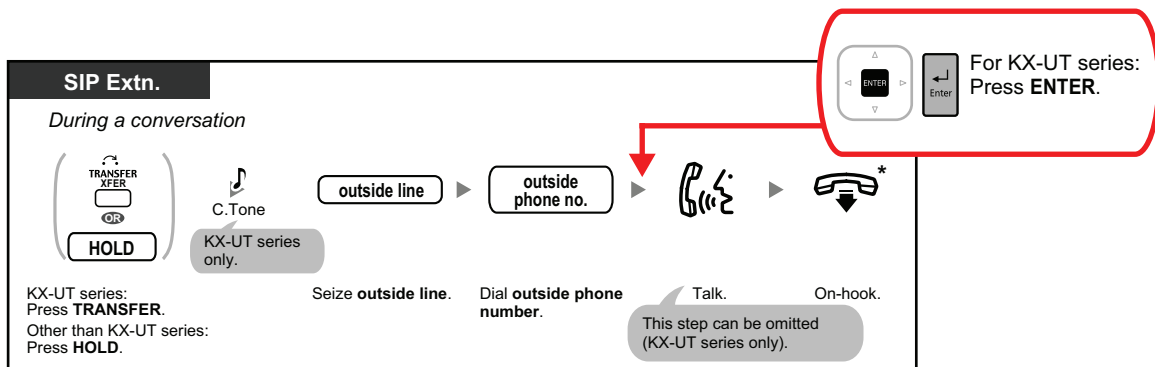 SIP Extn.
During a conversation
TRANSFER
XFER
OR
HOLD
C.Tone
KX-UT series
only.
outside line
outside
phone no.
*
ENTER
Enter
For KX-UT series:
Press ENTER.
KX-UT series:
Press TRANSFER.
Other than KX-UT series:
Press HOLD.
Seize outside line.
Dial outside phone
number.
Talk.
This step can be omitted
(KX-UT series only).
On-hook.